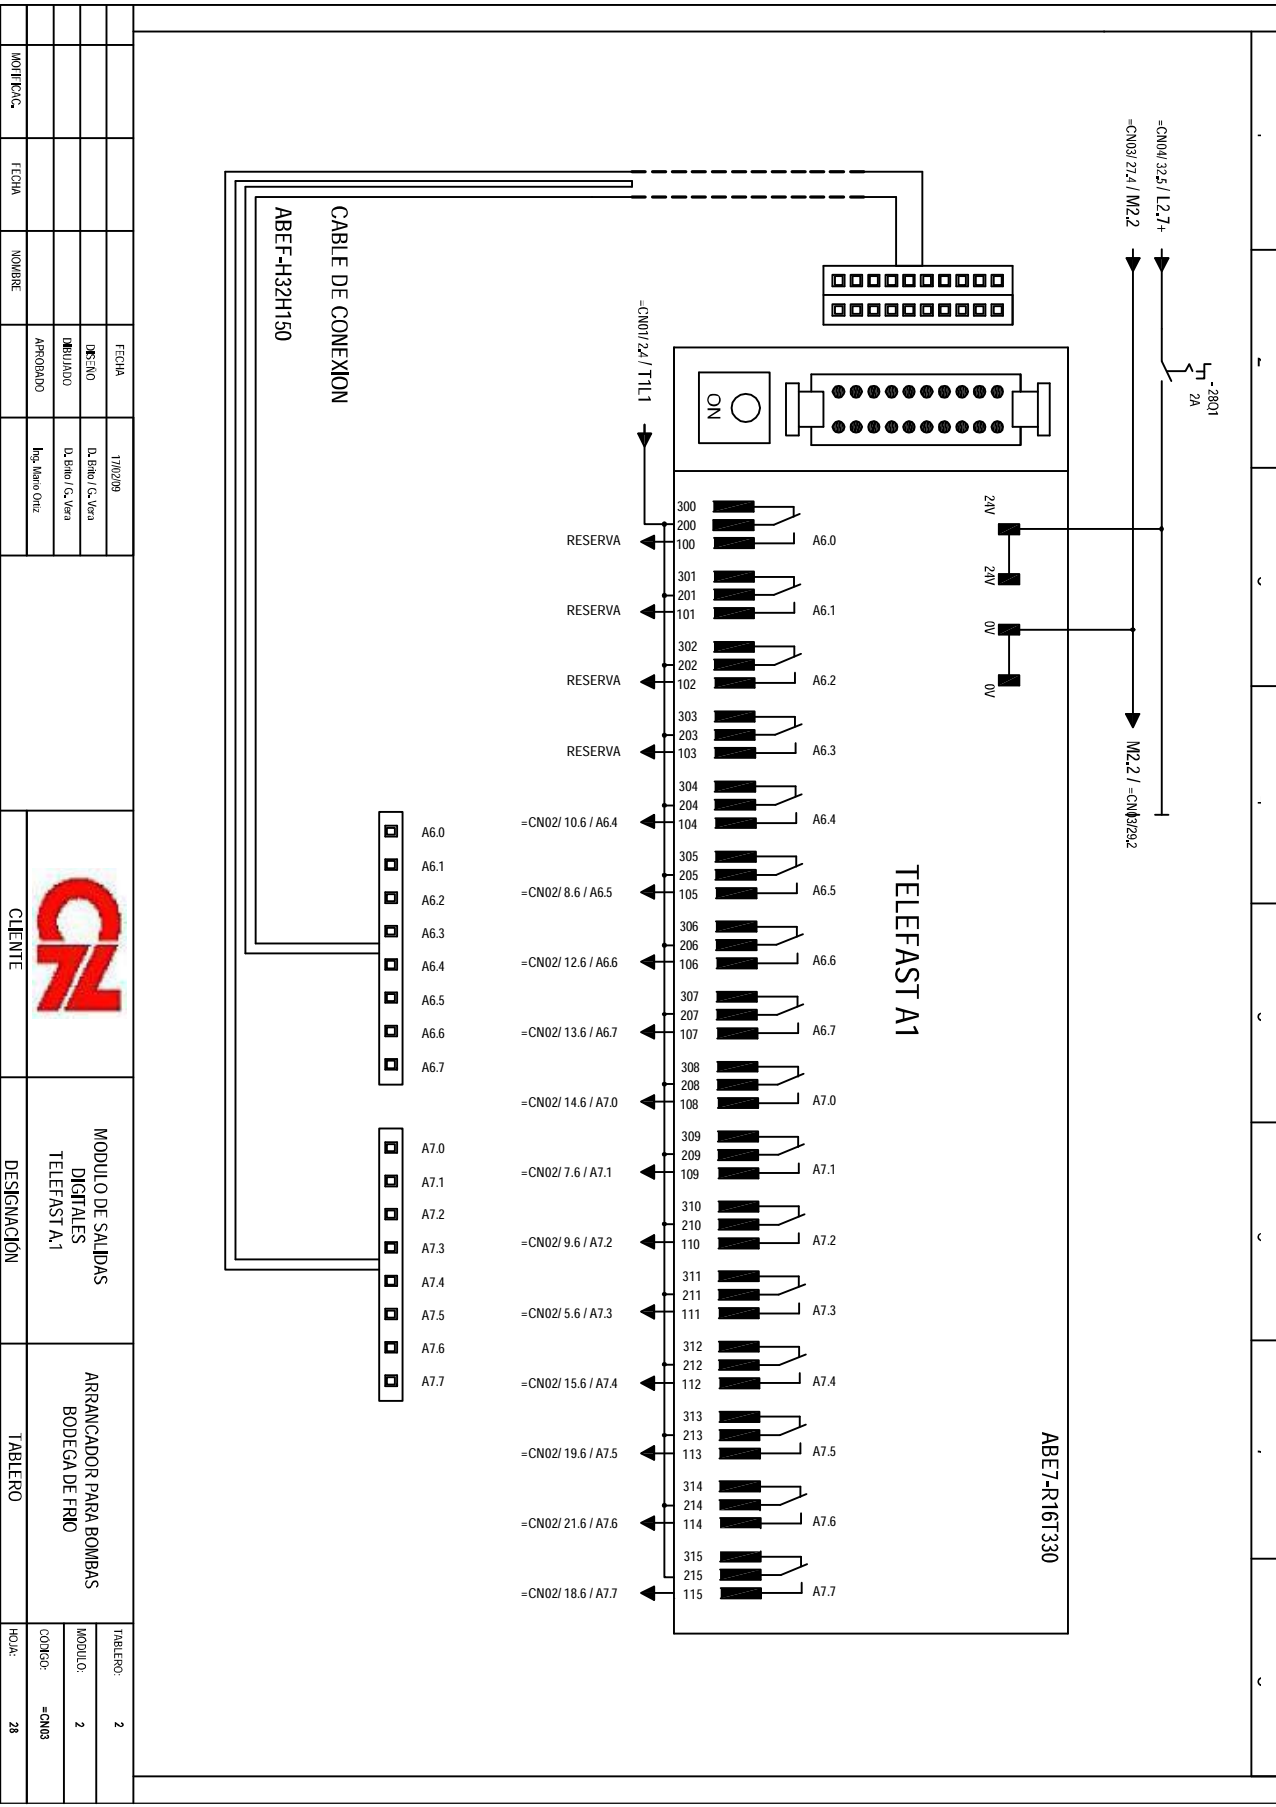 =CN04/ 32.5 / L2.7+
=CN03/ 27.4 / M2.2
- 28Q1
2A
M2.2 / =CN03/29.2
24V
24V
0V
0V
TELEFAST A1
ABE7-R16T330
ON
=CN01/ 2.4 / T1L1
CABLE DE CONEXION
ABEF-H32H150
300
200
100
RESERVA
A6.0
301
201
101
RESERVA
A6.1
302
202
102
RESERVA
A6.2
303
203
103
RESERVA
A6.3
304
204
104
=CN02/ 10.6 / A6.4
A6.4
305
205
105
=CN02/ 8.6 / A6.5
A6.5
306
206
106
=CN02/ 12.6 / A6.6
A6.6
307
207
107
=CN02/ 13.6 / A6.7
A6.7
308
208
108
=CN02/ 14.6 / A7.0
A7.0
309
209
109
=CN02/ 7.6 / A7.1
A7.1
310
210
110
=CN02/ 9.6 / A7.2
A7.2
311
211
111
=CN02/ 5.6 / A7.3
A7.3
312
212
112
=CN02/ 15.6 / A7.4
A7.4
313
213
113
=CN02/ 19.6 / A7.5
A7.5
314
214
114
=CN02/ 21.6 / A7.6
A7.6
315
215
115
=CN02/ 18.6 / A7.7
A7.7
A6.0
A6.1
A6.2
A6.3
A6.4
A6.5
A6.6
A6.7
A7.0
A7.1
A7.2
A7.3
A7.4
A7.5
A7.6
A7.7
MOFIFICAC.
FECHA
NOMBRE
FECHA
17/02/09
DISEÑO
D. Brito / G. Vera
DIBUJADO
D. Brito / G. Vera
APROBADO
Ing. Mario Ortiz
CLIENTE
MODULO DE SALIDAS
DIGITALES
TELEFAST A.1
DESIGNACIÓN
ARRANCADOR PARA BOMBAS
BODEGA DE FRIO
TABLERO
TABLERO: 2
MODULO: 2
CODIGO: =CN03
HOJA: 28